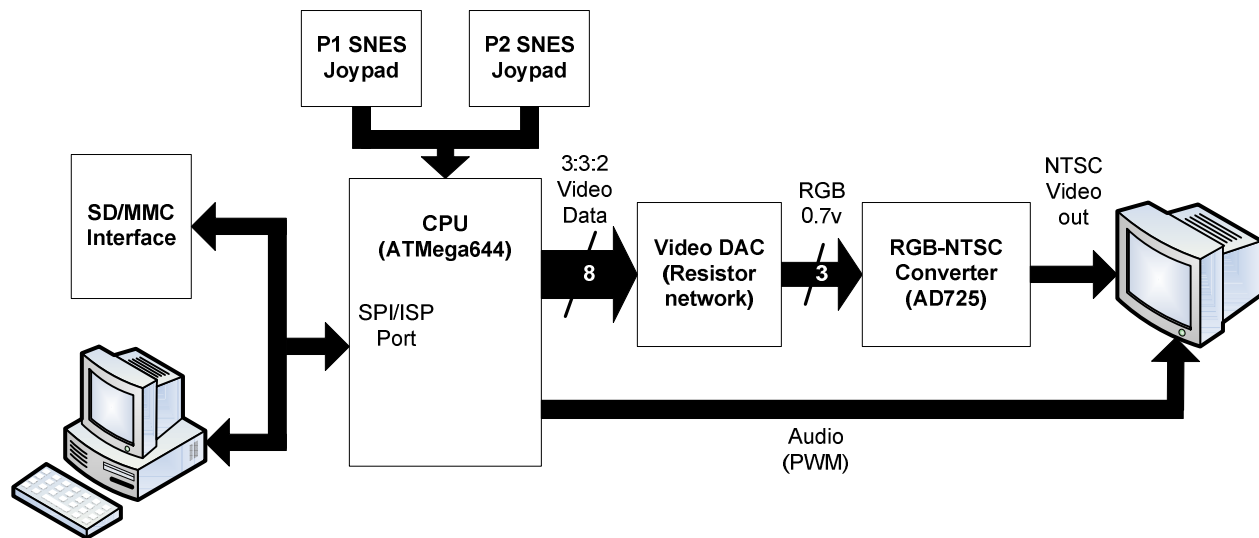 P1 SNES
Joypad
P2 SNES
Joypad
SD/MMC
Interface
CPU
(ATMega644)
SPI/ISP
Port
3:3:2
Video
Data
8
Video DAC
(Resistor
network)
RGB
0.7v
3
RGB-NTSC
Converter
(AD725)
NTSC
Video
out
Audio
(PWM)